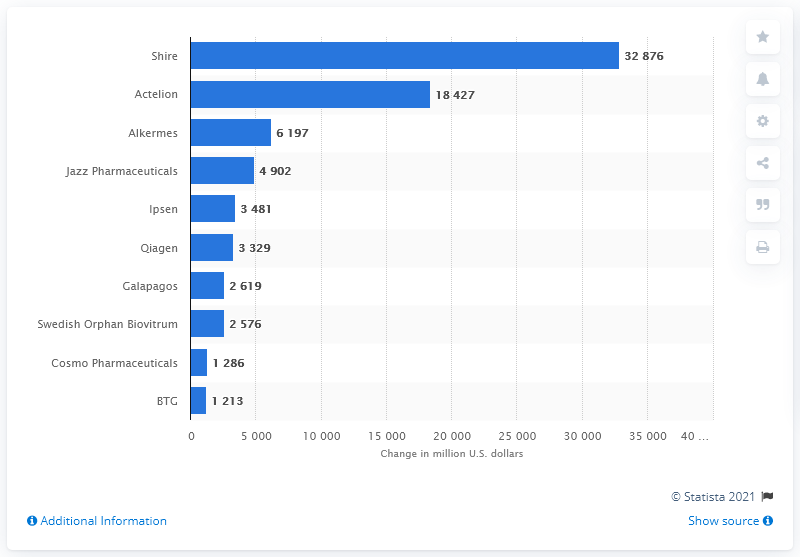 Shire 32 876
Actelion 18 427
Alkermes 6 197
Jazz Pharmaceuticals 4 902
Ipsen 3 481
Qiagen 3 329
Galapagos 2 619
Swedish Orphan Biovitrum 2 576
Cosmo Pharmaceuticals 1 286
BTG 1 213
0 5 000 10 000 15 000 20 000 25 000 30 000 35 000 40 ...
Change in million U.S. dollars
© Statista 2021
Additional Information Show source